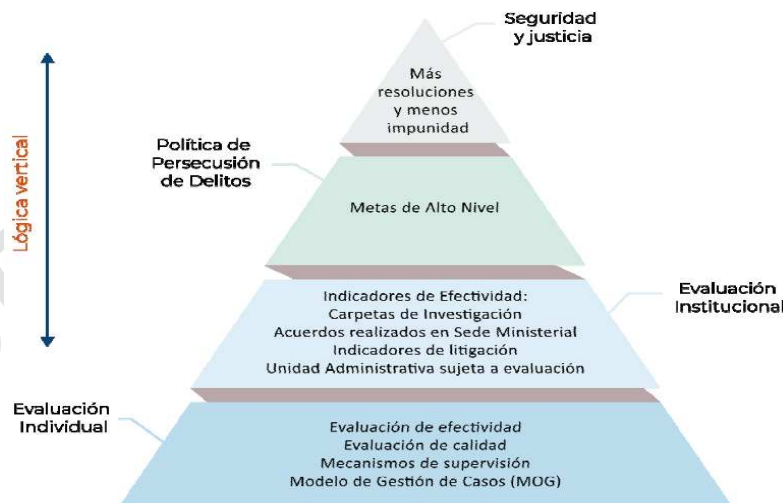 Seguridad
y justicia
Más
resoluciones
y menos
impunidad
Política de
Persecusión
de Delitos
Lógica vertical
Metas de Alto Nivel
Indicadores de Efectividad:
Carpetas de Investigación
Acuerdos realizados en Sede Ministerial
Indicadores de litigación
Unidad Administrativa sujeta a evaluación
Evaluación
Institucional
Evaluación
Individual
Evaluación de efectividad
Evaluación de calidad
Mecanismos de supervisión
Modelo de Gestión de Casos (MOG)